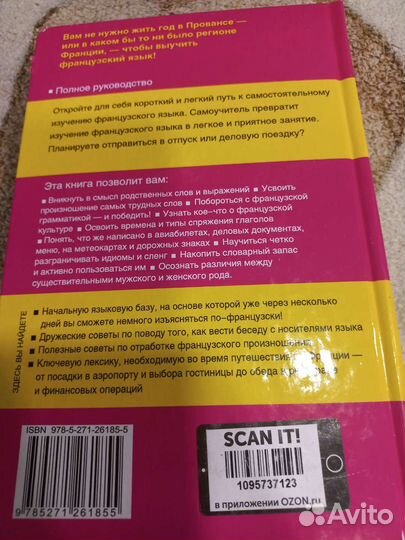 Вам не нужно жить год в Провансе —
или в каком бы то ни было регионе
Франции, — чтобы выучить
французский язык!
Полное руководство
Откройте для себя короткий и легкий путь к самостоятельному
изучению французского языка. Самоучитель превратит
изучение французского языка в легкое и приятное занятие.
Планируете отправиться в отпуск или деловую поездку?
Эта книга позволит вам:
▪ Вникнуть в смысл родственных слов и выражений ▪ Усвоить
произношение самых трудных слов ▪ Побороться с французской
грамматикой — и победить! ▪ Узнать кое-что о французской
культуре ▪ Освоить времена и типы спряжения глаголов
▪ Понять, что же написано в авиабилетах, деловых документах,
меню, на метеокартах и дорожных знаках ▪ Научиться четко
разграничивать идиомы и сленг ▪ Накопить словарный запас
и активно пользоваться им ▪ Осознать различия между
существительными мужского и женского рода.
ЗДЕСЬ ВЫ НАЙДЕТЕ
▪ Начальную языковую базу, на основе которой уже через несколько
дней вы сможете немного изъясняться по-французски!
▪ Дружеские советы по поводу того, как вести беседу с носителями языка
▪ Полезные советы по отработке французского произношения
▪ Ключевую лексику, необходимую во время путешествия по Франции —
от посадки в аэропорту и выбора гостиницы до обеда в
и финансовых операций
ISBN 978-5-271-26185-5
9785271261855
SCAN IT!
1095737123
в приложении OZON.ru
Avito